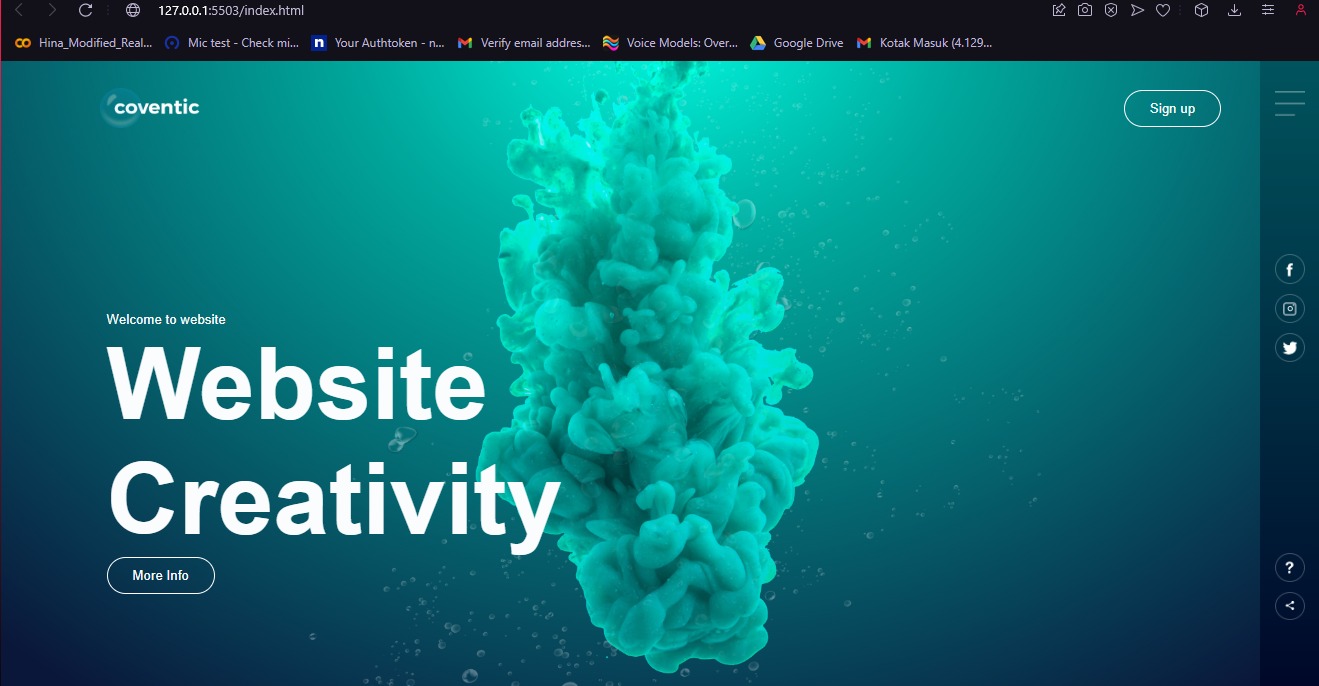 127.0.0.1:5503/index.html
Hina_Modified_Real...
Mic test - Check mi...
n
Your Authtoken - n...
Verify email addres...
Voice Models: Over...
Google Drive
Kotak Masuk (4.129...
coventic
Sign up
Welcome to website
Website
Creativity
More Info
?